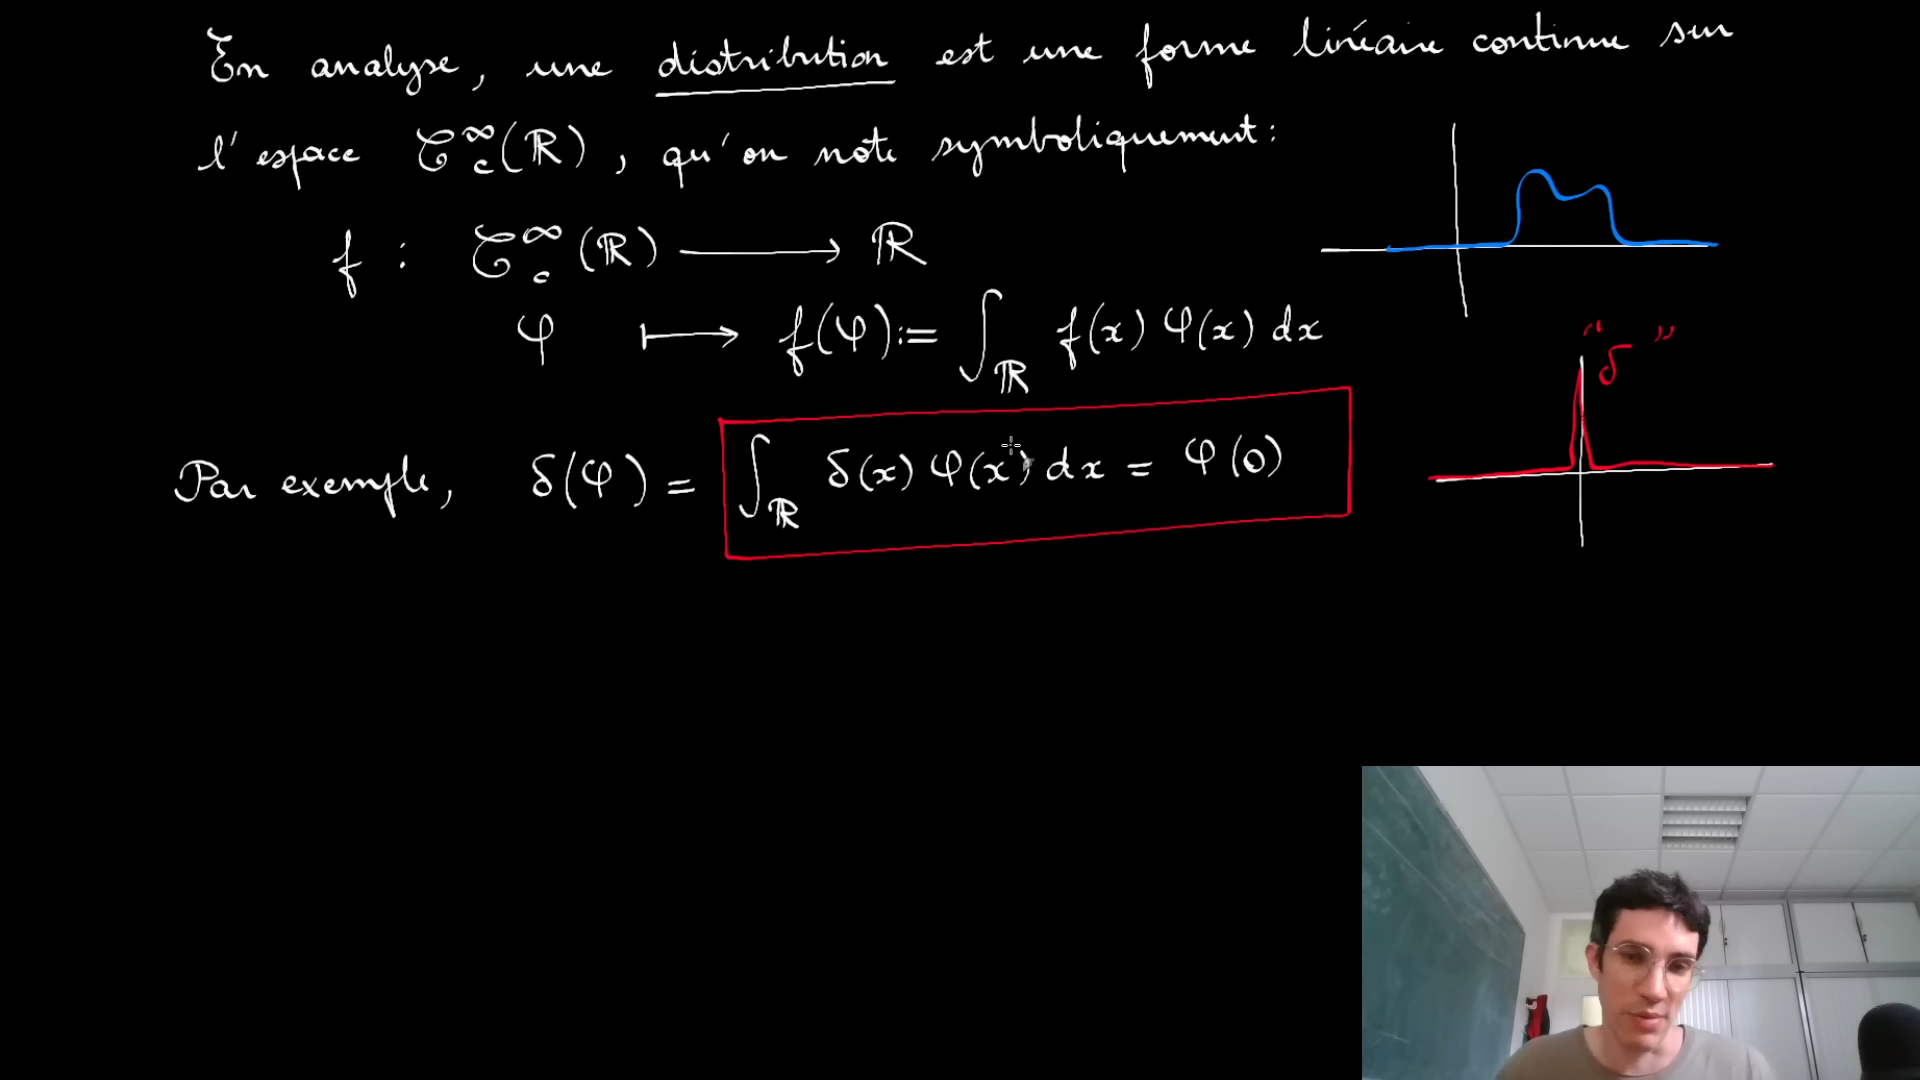 En analyse, une distribution est une forme linéaire continue sur
l'espace 𝒞_c^∞(ℝ), qu'on note symboliquement :
f : 𝒞_c^∞(ℝ) ⟶ ℝ
φ ⟼ f(φ) := ∫_ℝ f(x) φ(x) dx
"δ"
Par exemple, δ(φ) = ∫_ℝ δ(x) φ(x) dx = φ(0)